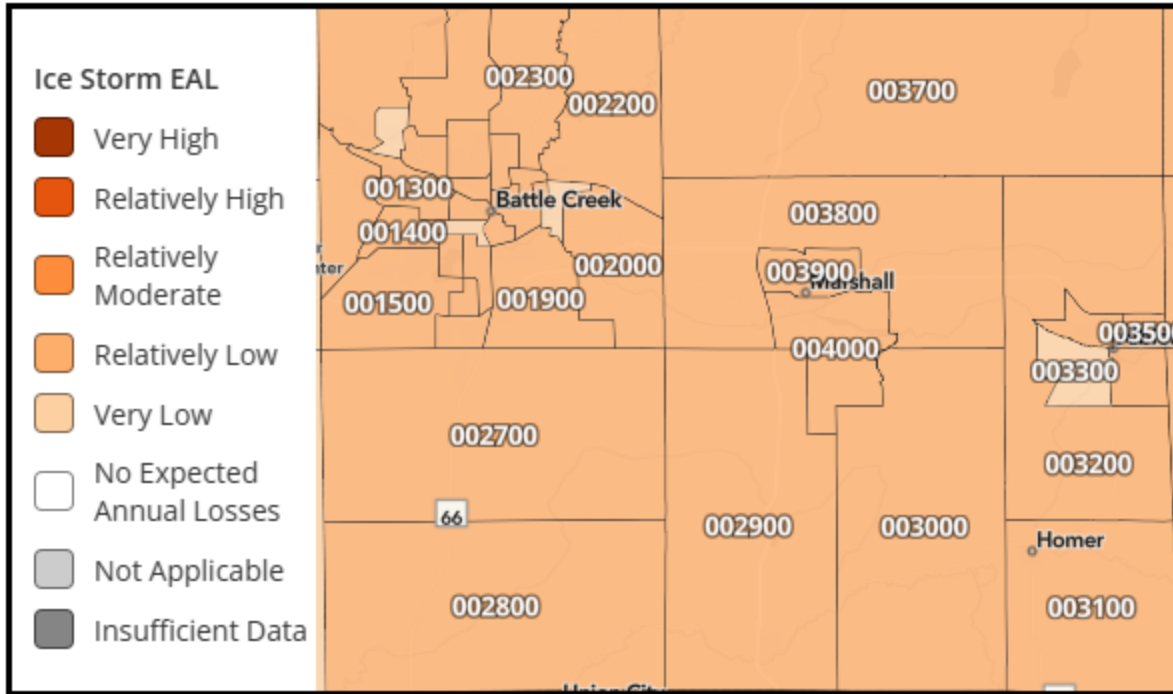 Ice Storm EAL
Very High
Relatively High
Relatively
Moderate
Relatively Low
Very Low
No Expected
Annual Losses
Not Applicable
Insufficient Data
002300
002200
003700
001300
Battle Creek
001400
003800
002000
003900
Marshall
001500
001900
003500
004000
003300
002700
003200
66
002900
003000
Homer
002800
003100
Union City